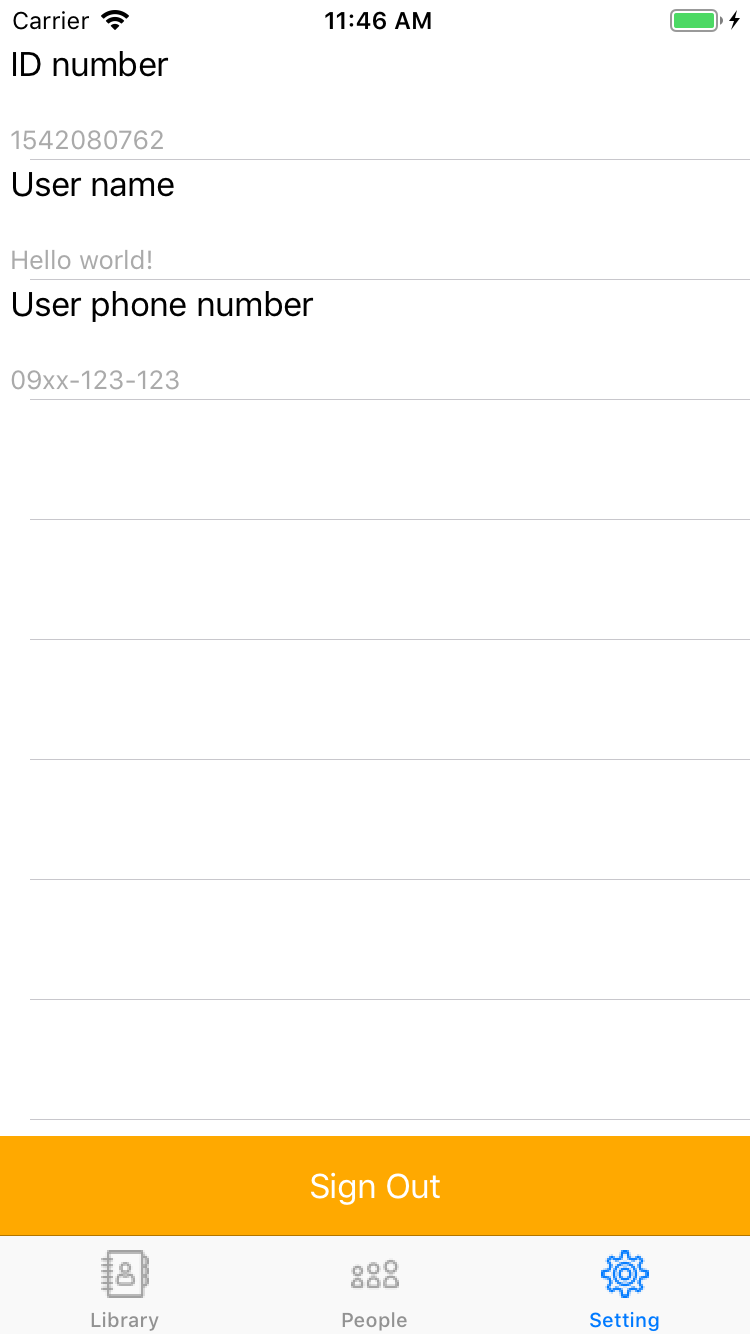 Carrier 11:46 AM
ID number
1542080762
User name
Hello world!
User phone number
09xx-123-123
Sign Out
Library People Setting